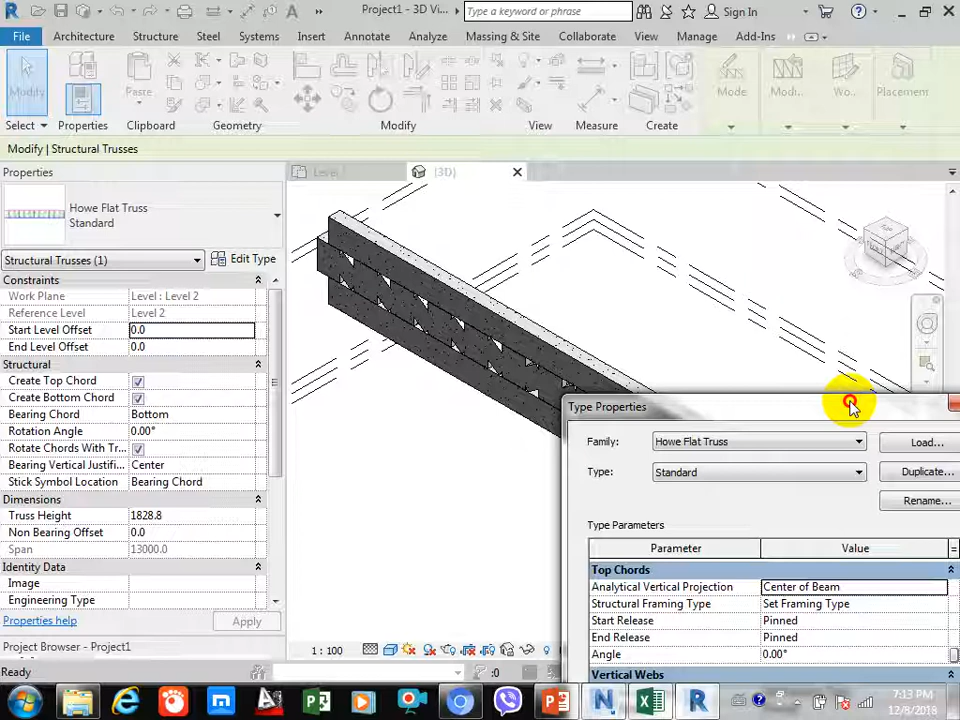 Project1 - 3D Vi...
Type a keyword or phrase
Sign In
File Architecture Structure Steel Systems Insert Annotate Analyze Massing & Site Collaborate View Manage Add-Ins
Modify
Paste
Mode
Modi...
Wo...
Placement
Select Properties Clipboard Geometry Modify View Measure Create
Modify | Structural Trusses
Properties
Level
{3D}
Howe Flat Truss
Standard
Structural Trusses (1)
Edit Type
Constraints
Work Plane Level : Level 2
Reference Level Level 2
Start Level Offset 0.0
End Level Offset 0.0
Structural
Create Top Chord
Create Bottom Chord
Bearing Chord Bottom
Rotation Angle 0.00°
Rotate Chords With Tr...
Bearing Vertical Justifi... Center
Stick Symbol Location Bearing Chord
Dimensions
Truss Height 1828.8
Non Bearing Offset 0.0
Span 13000.0
Identity Data
Image
Engineering Type
Properties help
Apply
Project Browser - Project1
Ready
1 : 100
:0
Type Properties
Family: Howe Flat Truss Load...
Type: Standard Duplicate...
Rename...
Type Parameters
Parameter Value =
Top Chords
Analytical Vertical Projection Center of Beam
Structural Framing Type Set Framing Type
Start Release Pinned
End Release Pinned
Angle 0.00°
Vertical Webs
7:13 PM
12/8/2018